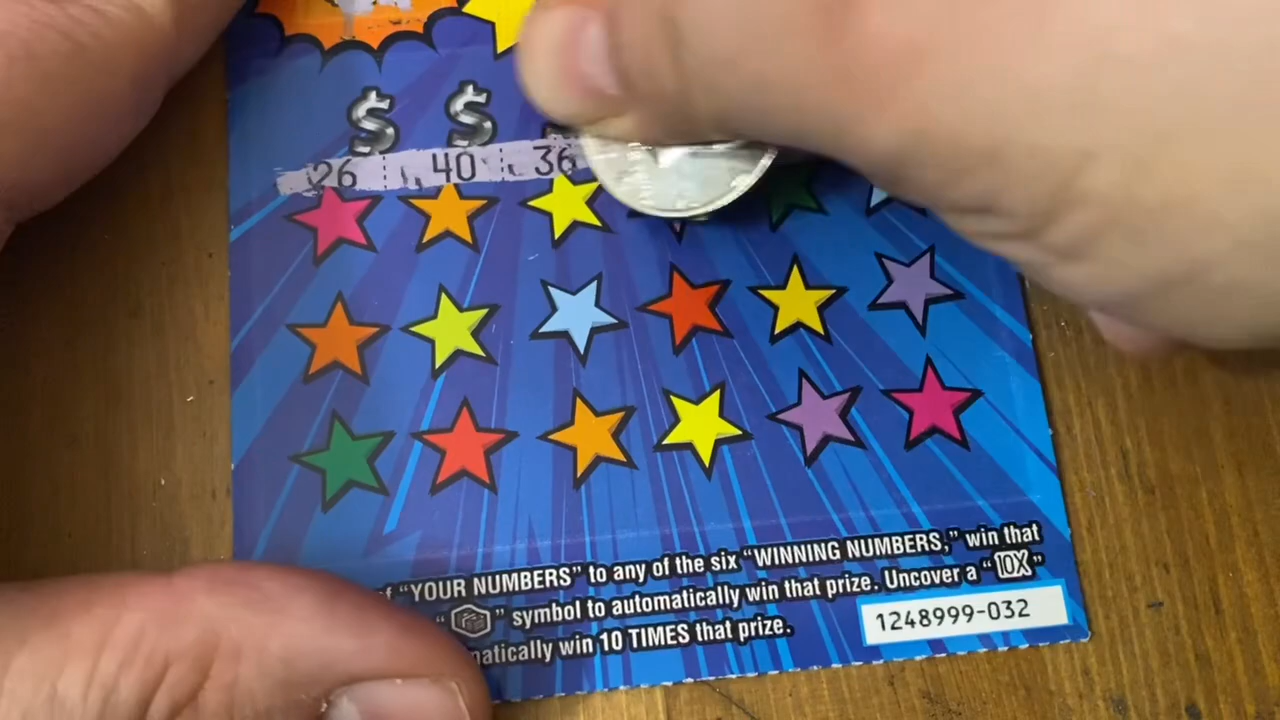 $ $
26 40 36
"YOUR NUMBERS" to any of the six "WINNING NUMBERS," win that
" " symbol to automatically win that prize. Uncover a "10X"
win 10 TIMES that prize.
1248999-032